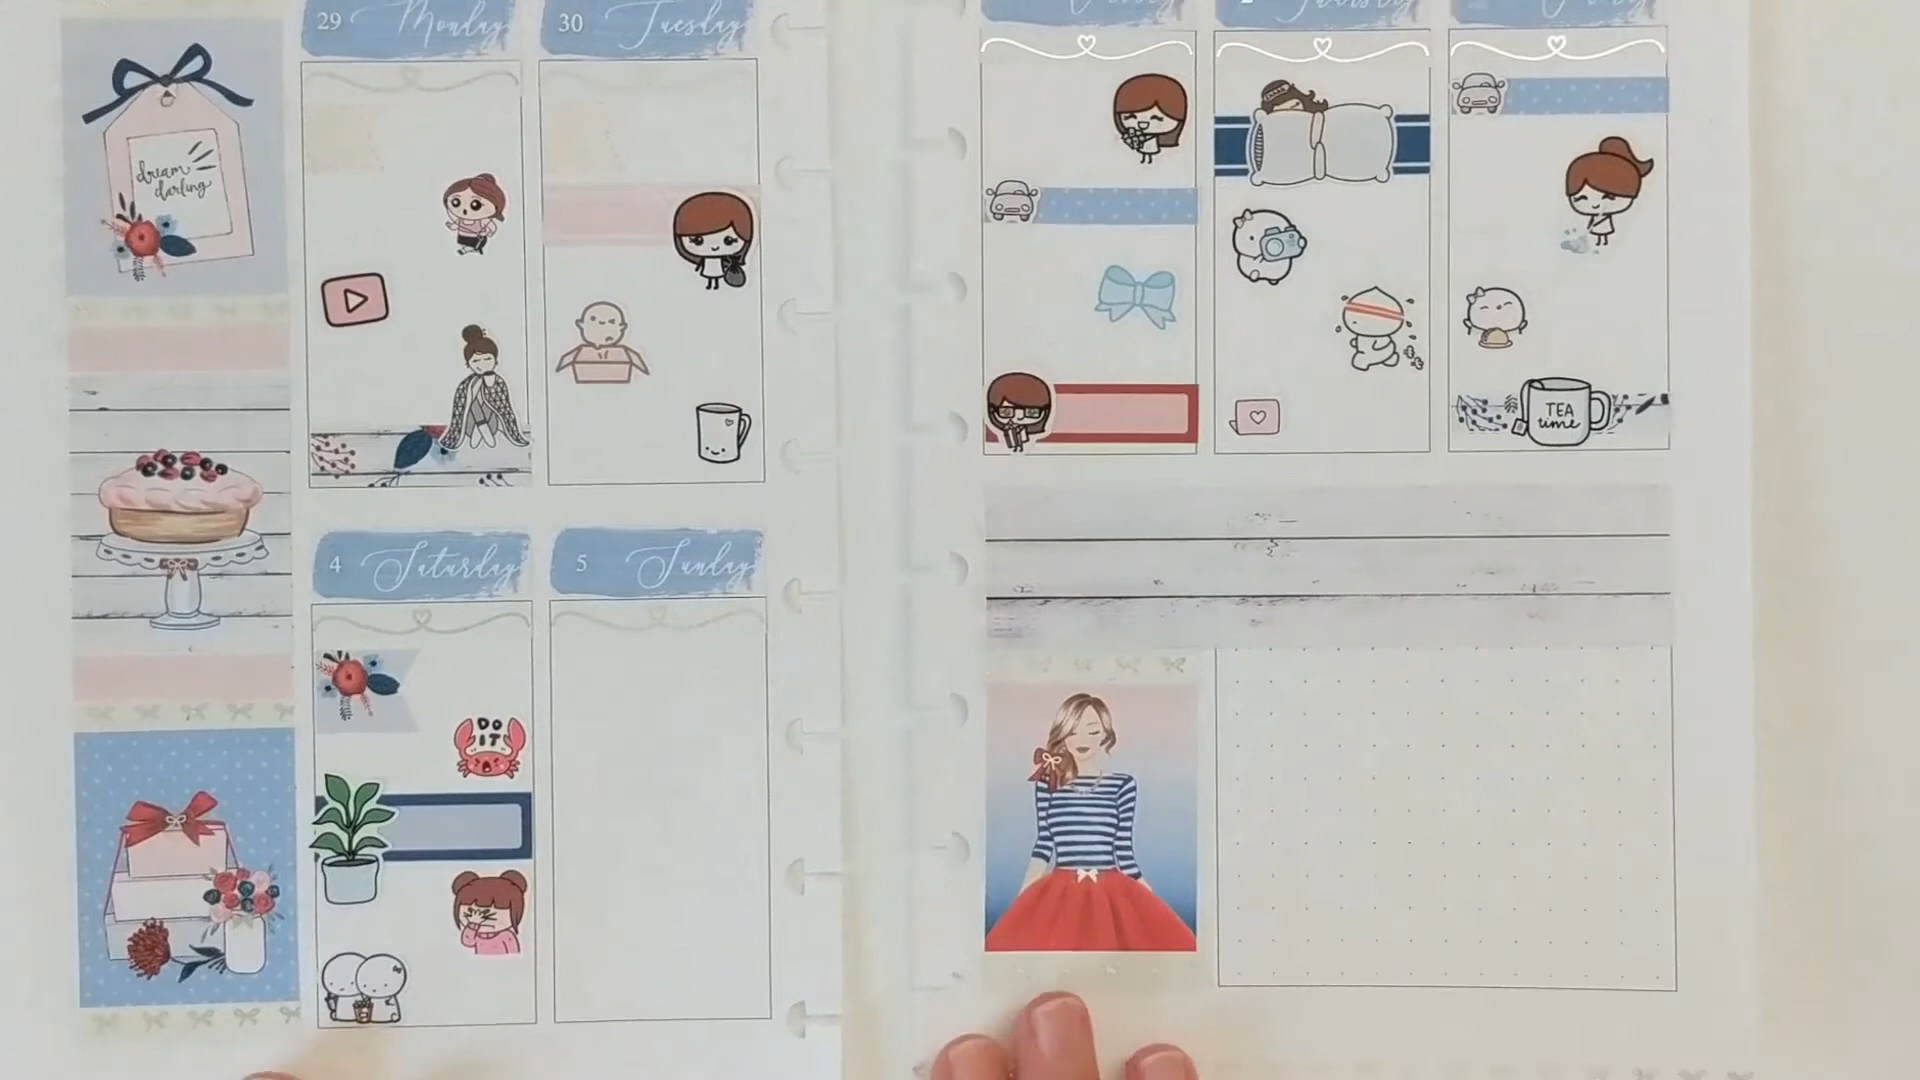 29 Monday
30 Tuesday
dream
darling
TEA
time
4 Saturday
5 Sunday
DO
IT